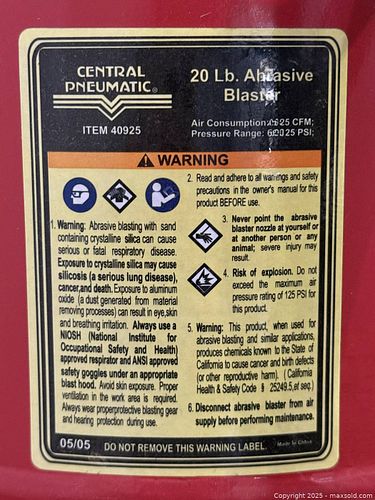 CENTRAL
PNEUMATIC®
ITEM 40925
20 Lb. Abrasive
Blaster
Air Consumption: 25 CFM;
Pressure Range: 125 PSI;
WARNING
1. Warning: Abrasive blasting with sand
containing crystalline silica can cause
serious or fatal respiratory disease.
Exposure to crystalline silica may cause
silicosis (a serious lung disease),
cancer, and death. Exposure to aluminum
oxide (a dust generated from material
removing processes) can result in eye, skin
and breathing irritation. Always use a
NIOSH (National Institute for
Occupational Safety and Health)
approved respirator and ANSI approved
safety goggles under an appropriate
blast hood. Avoid skin exposure. Proper
ventilation in the work area is required.
Always wear proper protective blasting gear
and hearing protection during use.
2. Read and adhere to all warnings and safety
precautions in the owner's manual for this
product BEFORE use.
3. Never point the abrasive
blaster nozzle at yourself or
at another person or any
animal; severe injury may
result.
4. Risk of explosion. Do not
exceed the maximum air
pressure rating of 125 PSI for
this product.
5. Warning: This product, when used for
abrasive blasting and similar applications,
produces chemicals known to the State of
California to cause cancer and birth defects
(or other reproductive harm). ( California
Health & Safety Code § 25249.5, et seq.)
6. Disconnect abrasive blaster from air
supply before performing maintenance.
05/05
DO NOT REMOVE THIS WARNING LABEL.
Made In China
Copyright 2025 - maxsold.com